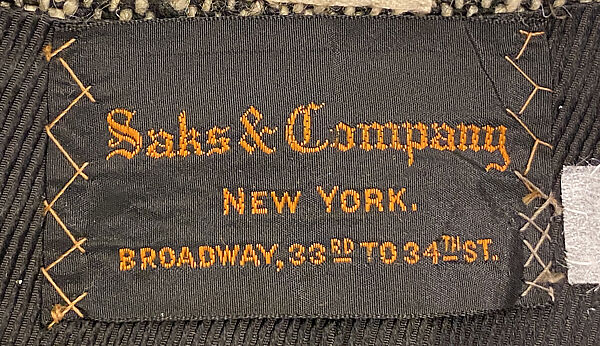 Saks & Company
NEW YORK.
BROADWAY, 33RD TO 34TH ST.